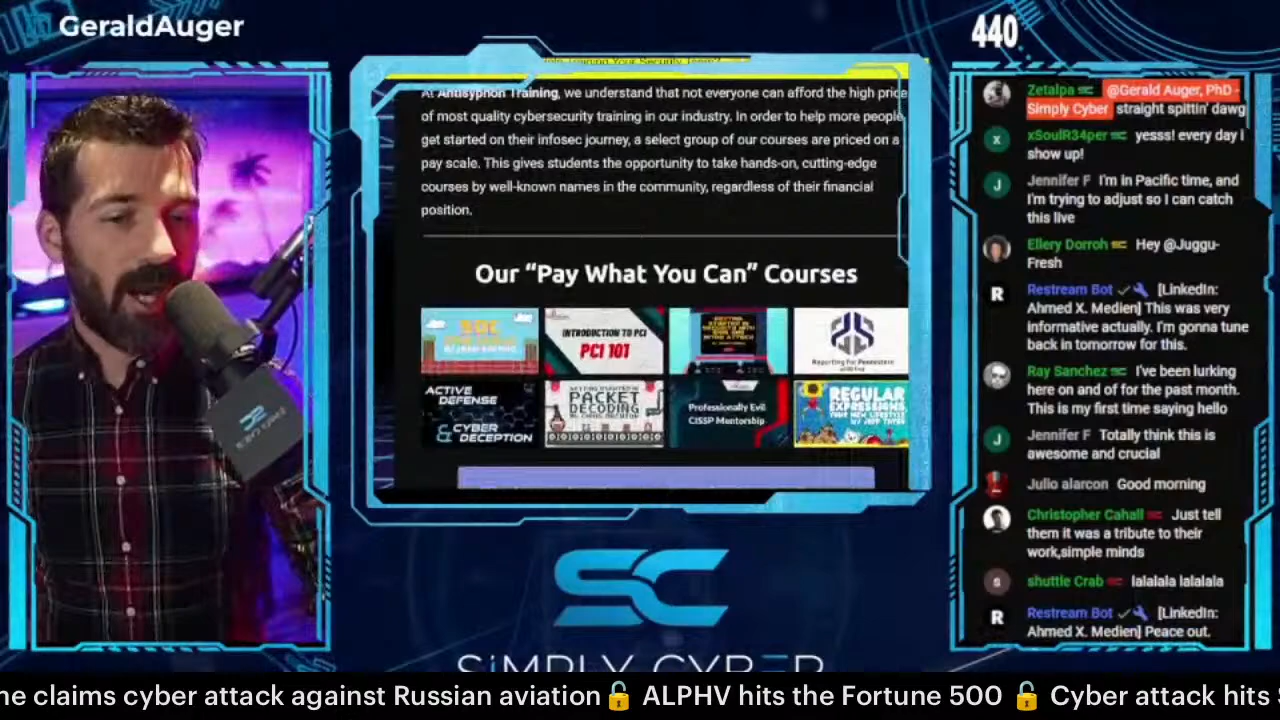 GeraldAuger
440
At Antisyphon Training, we understand that not everyone can afford the high price
of most quality cybersecurity training in our industry. In order to help more people
get started on their infosec journey, a select group of our courses are priced on a
pay scale. This gives students the opportunity to take hands-on, cutting-edge
courses by well-known names in the community, regardless of their financial
position.
Our “Pay What You Can” Courses
INTRODUCTION TO PCI
PCI 101
Reporting for Pentesters
ACTIVE
DEFENSE
& CYBER
DECEPTION
PACKET
DECODING
Professionally Evil
CISSP Mentorship
REGULAR
EXPRESSIONS
SC
SIMPLY CYBER
Zetalpa @Gerald Auger, PhD -
Simply Cyber straight spittin' dawg
xSoulR34per yesss! every day i
show up!
Jennifer F I'm in Pacific time, and
I'm trying to adjust so I can catch
this live
Ellery Dorroh Hey @Juggu-
Fresh
R Restream Bot [LinkedIn:
Ahmed X. Medien] This was very
informative actually. I'm gonna tune
back in tomorrow for this.
Ray Sanchez I've been lurking
here on and of for the past month.
This is my first time saying hello
Jennifer F Totally think this is
awesome and crucial
Julio alarcon Good morning
Christopher Cahall Just tell
them it was a tribute to their
work,simple minds
shuttle Crab lalalala lalalala
R Restream Bot [LinkedIn:
Ahmed X. Medien] Peace out.
ne claims cyber attack against Russian aviation🔓 ALPHV hits the Fortune 500 🔓 Cyber attack hits